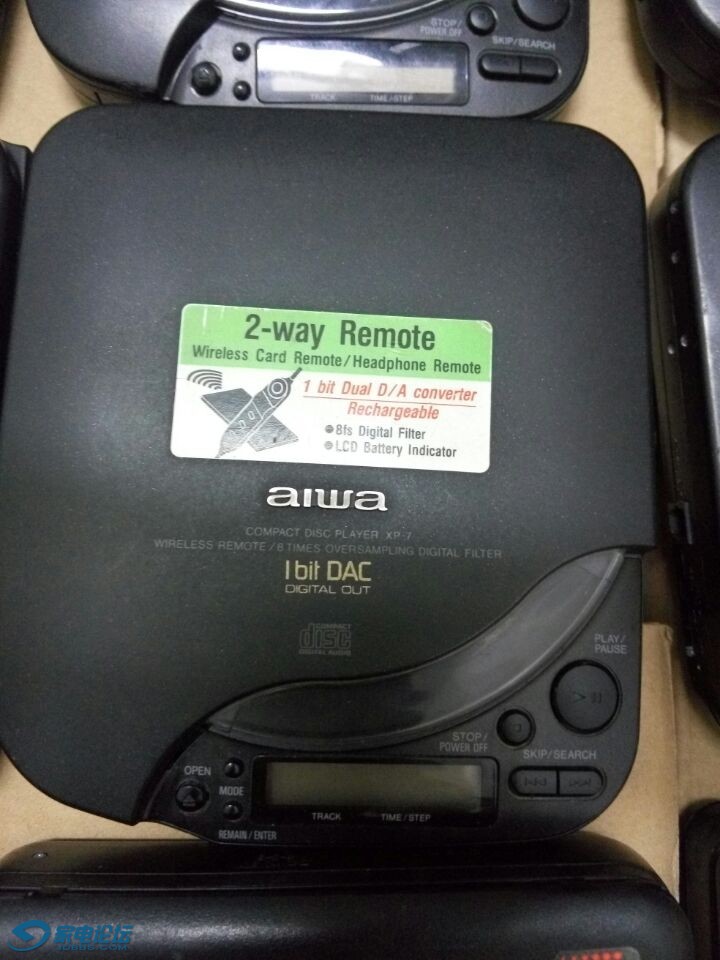 STOP/
POWER OFF
SKIP/SEARCH
TRACK TIME/STEP
2-way Remote
Wireless Card Remote/Headphone Remote
1 bit Dual D/A converter
Rechargeable
8fs Digital Filter
LCD Battery Indicator
aiwa
COMPACT DISC PLAYER XP-7
WIRELESS REMOTE/8 TIMES OVERSAMPLING DIGITAL FILTER
1 bit DAC
DIGITAL OUT
COMPACT
disc
DIGITAL AUDIO
PLAY/
PAUSE
STOP/
POWER OFF
SKIP/SEARCH
OPEN
MODE
TRACK TIME/STEP
REMAIN/ENTER
家电论坛